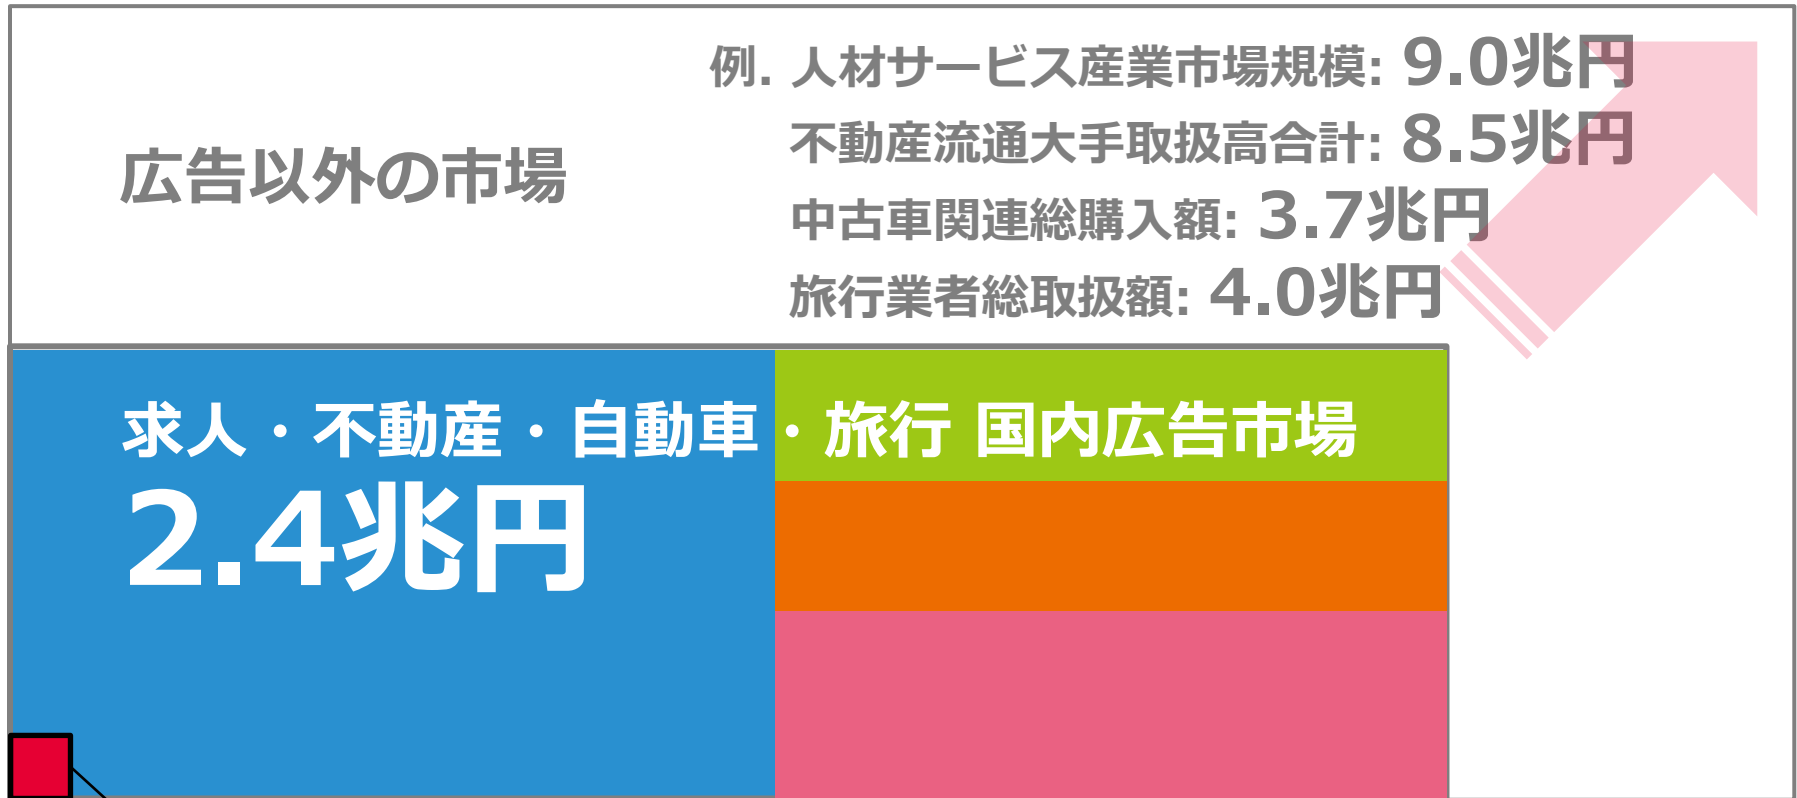 例. 人材サービス産業市場規模: 9.0兆円
不動産流通大手取扱高合計: 8.5兆円
広告以外の市場
中古車関連総購入額: 3.7兆円
旅行業者総取扱額: 4.0兆円
求人・不動産・自動車・旅行 国内広告市場
2.4兆円